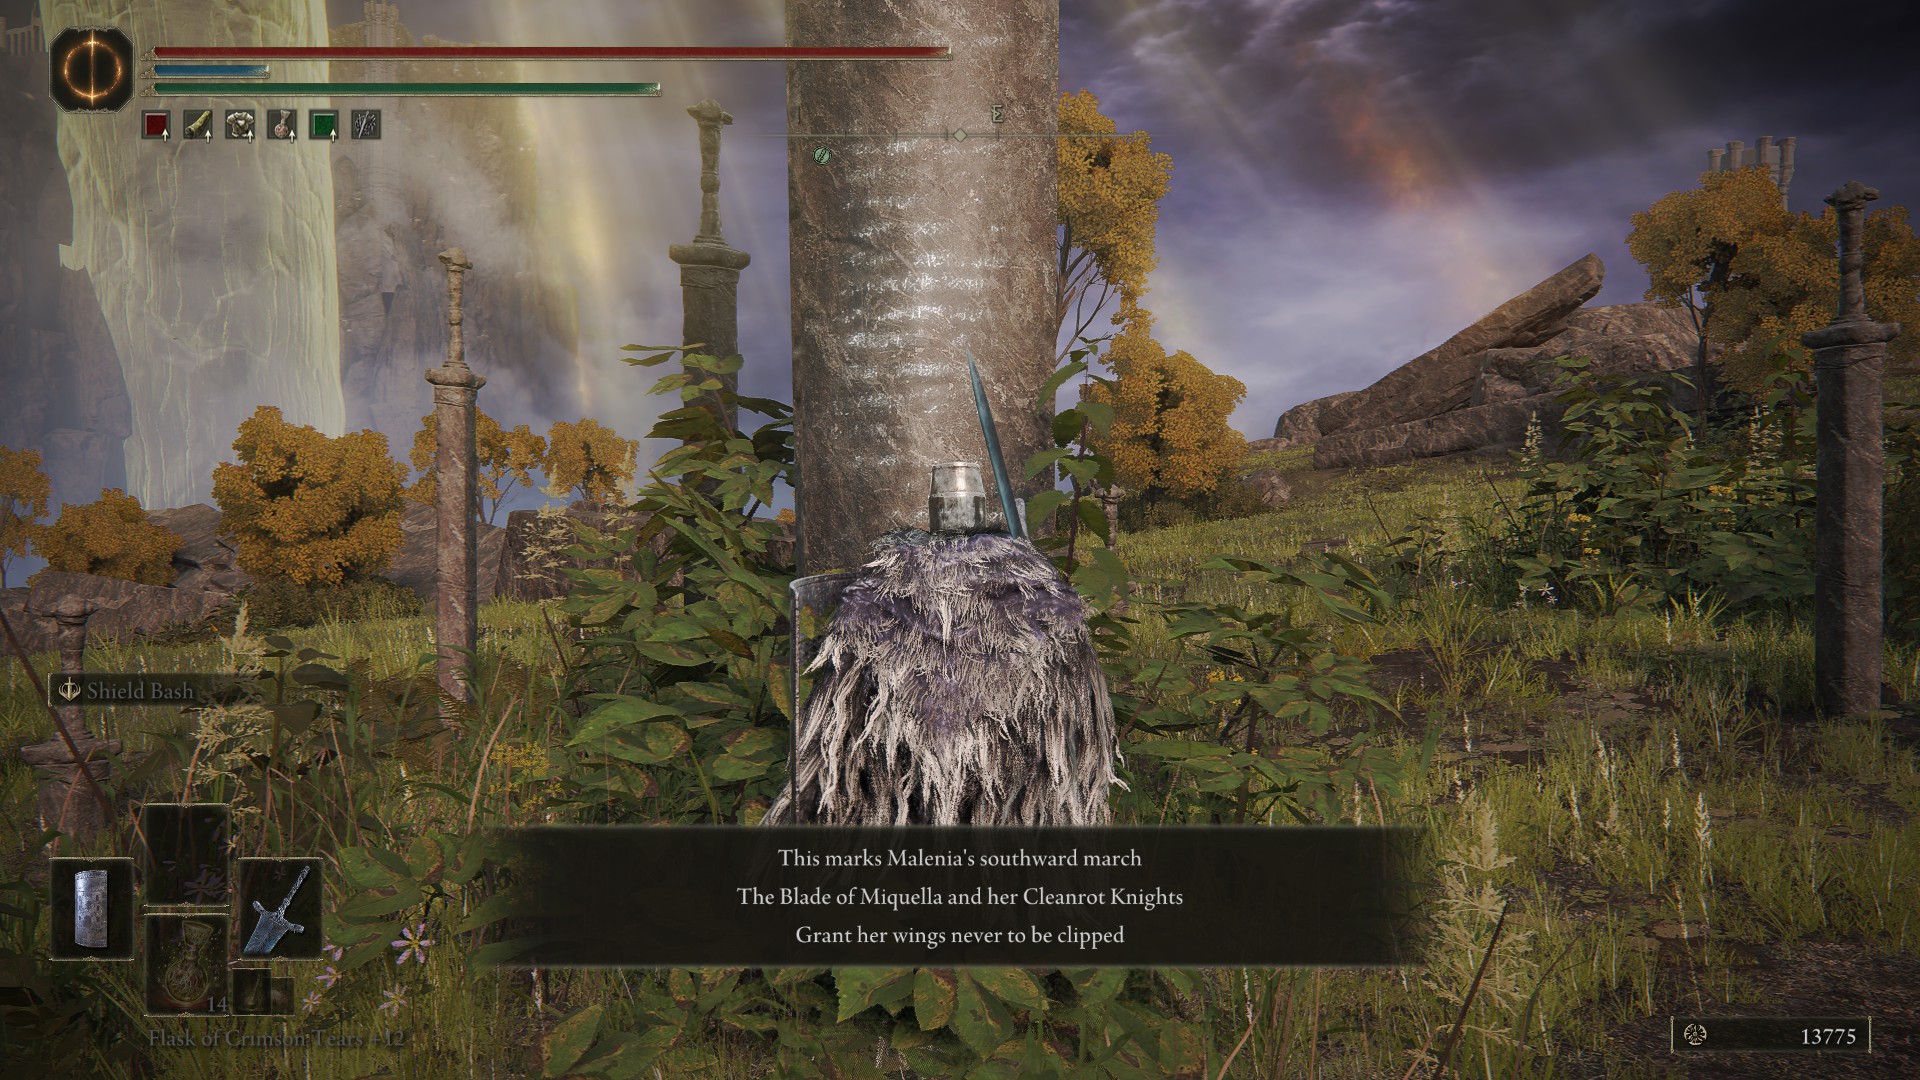 E
Shield Bash
This marks Malenia's southward march
The Blade of Miquella and her Cleanrot Knights
Grant her wings never to be clipped
14
Flask of Crimson Tears +12
13775